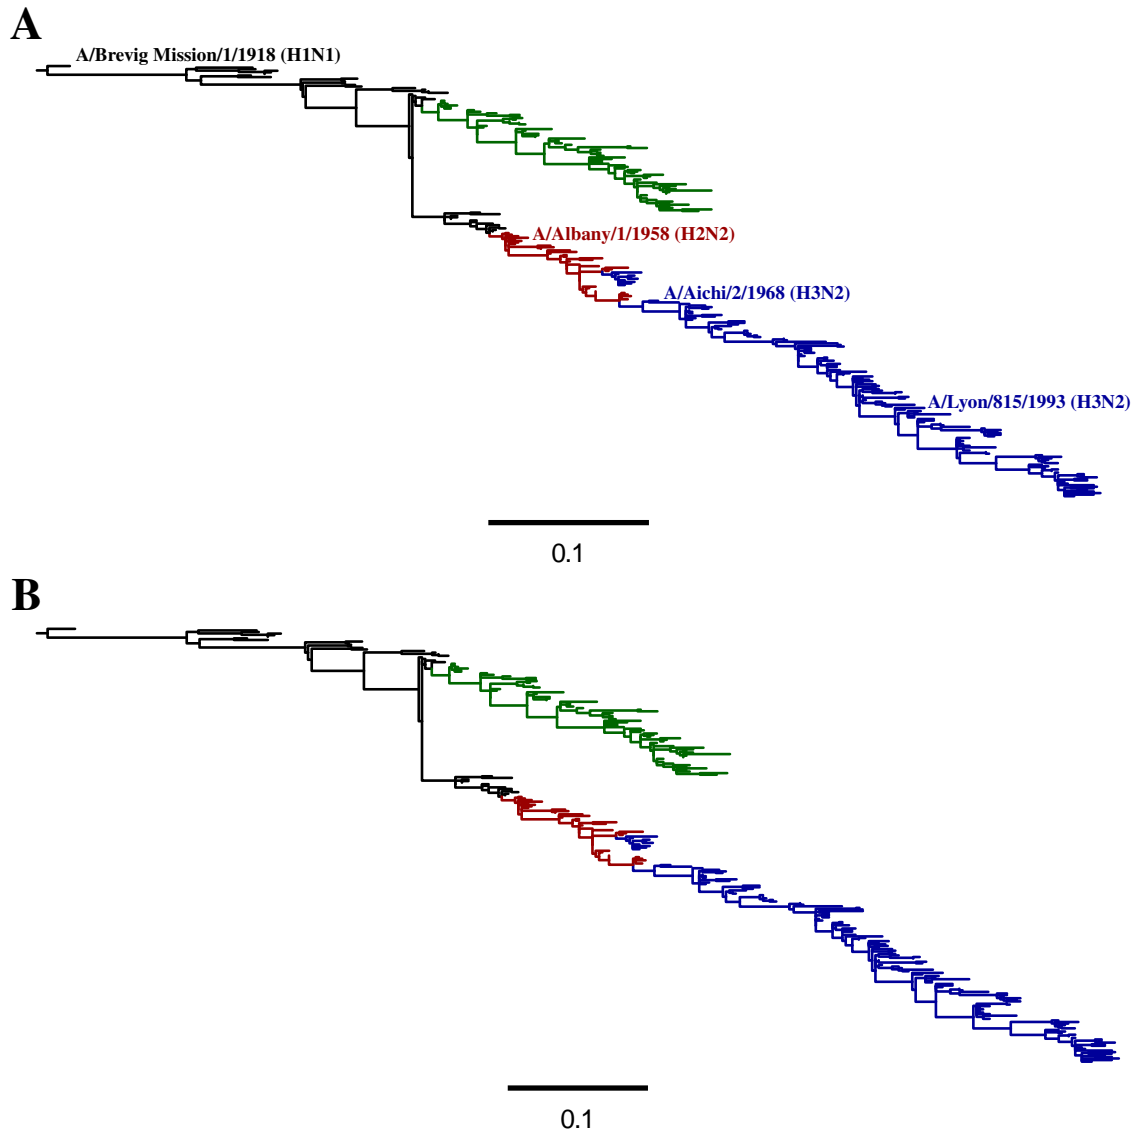 A
A/Brevig Mission/1/1918 (H1N1)
A/Albany/1/1958 (H2N2)
A/Aichi/2/1968 (H3N2)
A/Lyon/815/1993 (H3N2)
0.1
B
0.1